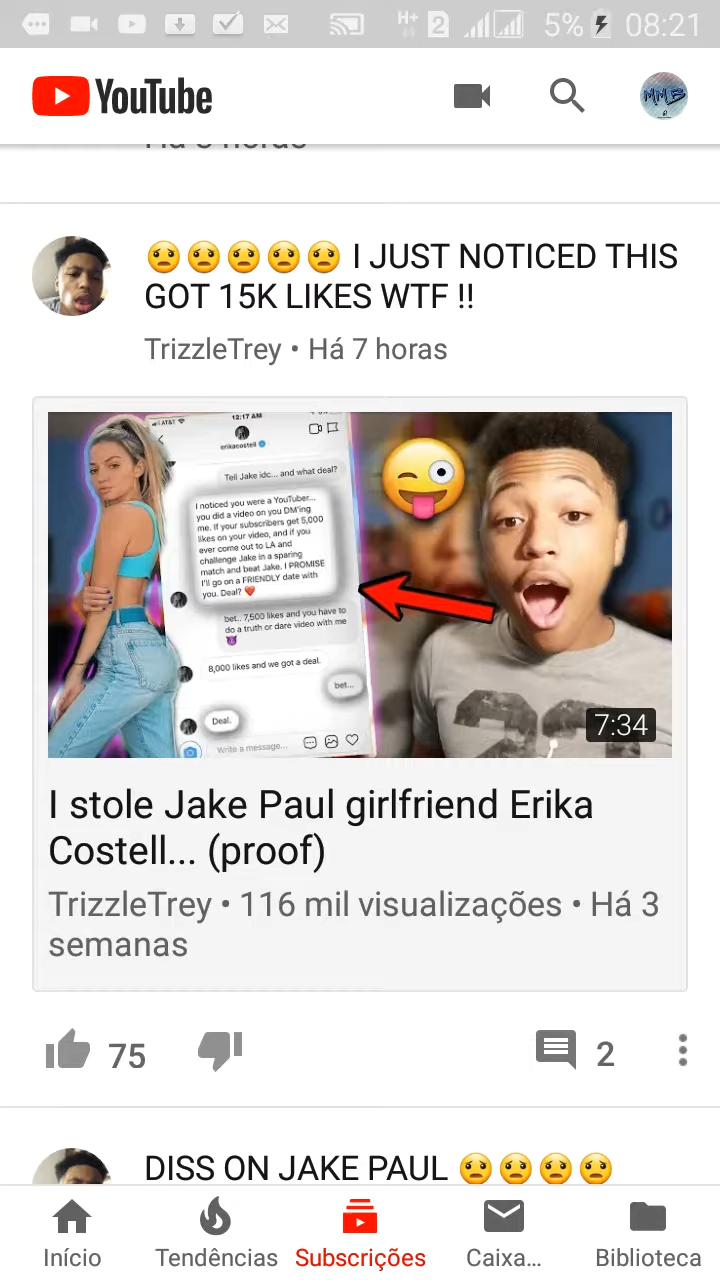 H+ 2 5% 08:21
YouTube
MMB
I JUST NOTICED THIS
GOT 15K LIKES WTF !!
TrizzleTrey • Há 7 horas
AT&T
12:17 AM
erikacostell
Tell Jake idc... and what deal?
I noticed you were a YouTuber...
you did a video on you DM'ing
me. If your subscribers get 5,000
likes on your video, and if you
ever come out to LA and
challenge Jake in a sparing
match and beat Jake. I PROMISE
I'll go on a FRIENDLY date with
you. Deal? ❤️
bet.. 7,500 likes and you have to
do a truth or dare video with me
😈
8,000 likes and we got a deal.
bet...
Deal.
Write a message...
7:34
I stole Jake Paul girlfriend Erika
Costell... (proof)
TrizzleTrey • 116 mil visualizações • Há 3
semanas
75 2
DISS ON JAKE PAUL 😟😟😟😟
Início Tendências Subscrições Caixa... Biblioteca